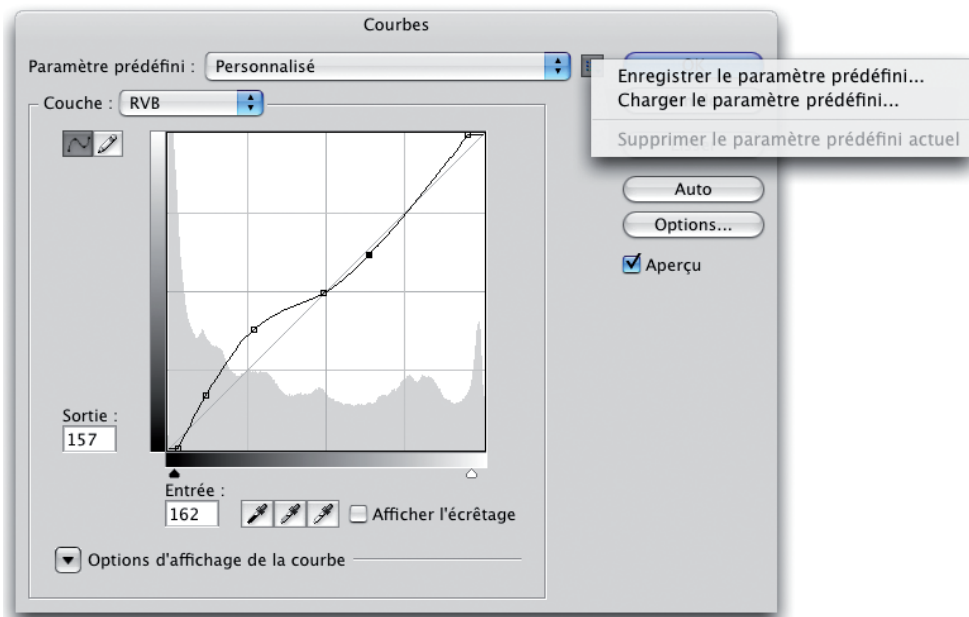 Courbes
Paramètre prédéfini : Personnalisé
Enregistrer le paramètre prédéfini...
Charger le paramètre prédéfini...
Supprimer le paramètre prédéfini actuel
Couche : RVB
Auto
Options...
Aperçu
Sortie :
157
Entrée :
162
Afficher l'écrêtage
Options d'affichage de la courbe